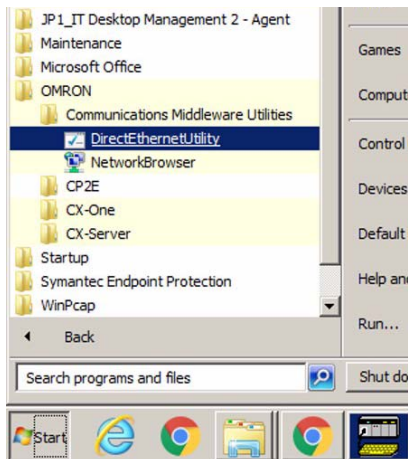 JP1_IT Desktop Management 2 - Agent
Maintenance
Microsoft Office
OMRON
Communications Middleware Utilities
DirectEthernetUtility
NetworkBrowser
CP2E
CX-One
CX-Server
Startup
Symantec Endpoint Protection
WinPcap
Back
Search programs and files
Games
Comput
Control
Devices
Default
Help an
Run...
Shut do
Start